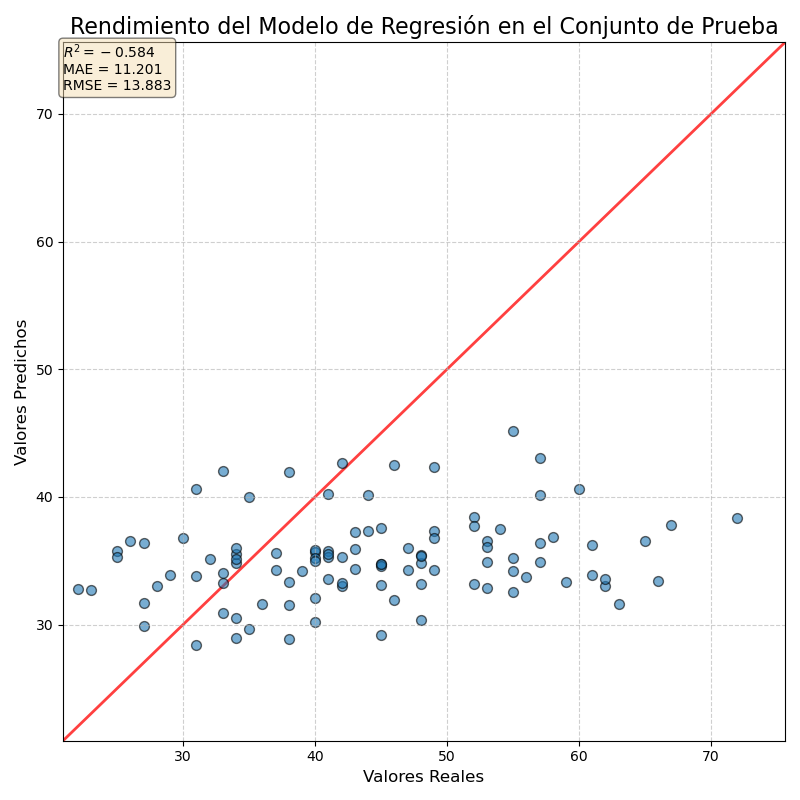 Rendimiento del Modelo de Regresión en el Conjunto de Prueba
R² = −0.584
MAE = 11.201
RMSE = 13.883
70
60
50
40
30
Valores Predichos
30 40 50 60 70
Valores Reales